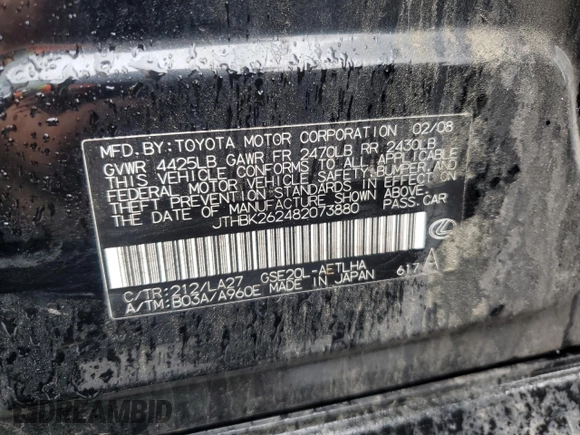 MFD. BY: TOYOTA MOTOR CORPORATION 02/08
GVWR 4425LB GAWR FR 2470LB RR 2430LB
THIS VEHICLE CONFORMS TO ALL APPLICABLE
FEDERAL MOTOR VEHICLE SAFETY, BUMPER, AND
THEFT PREVENTION STANDARDS IN EFFECT ON
THE DATE OF MANUFACTURE SHOWN ABOVE.
JTHBK262482073880 PASS. CAR
C/TR: 212/LA27 GSE20L-AETLHA
A/TM: B03A/A960E MADE IN JAPAN 617 A
DREAMBID